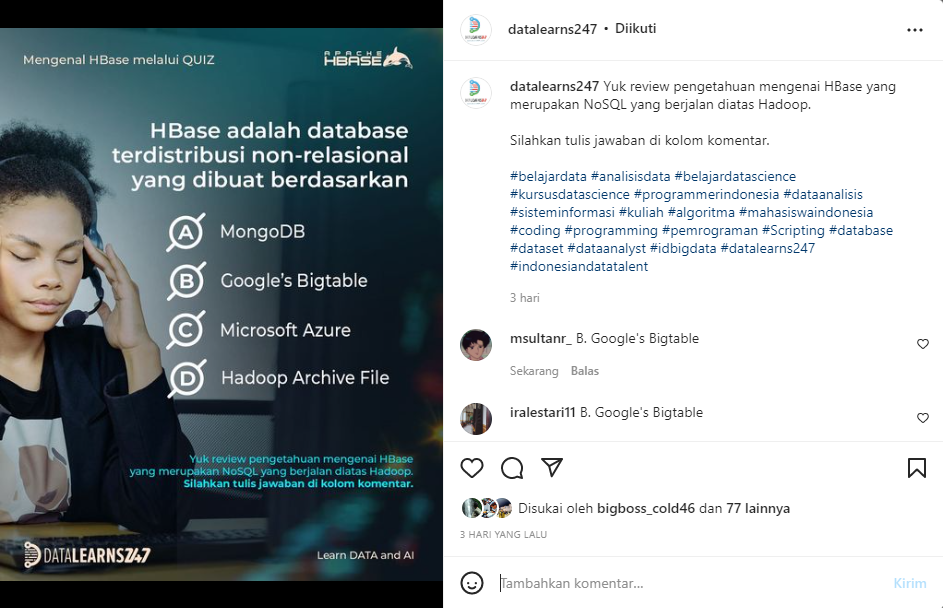 Mengenal HBase melalui QUIZ
APACHE
HBASE
HBase adalah database
terdistribusi non-relasional
yang dibuat berdasarkan
A MongoDB
B Google's Bigtable
C Microsoft Azure
D Hadoop Archive File
Yuk review pengetahuan mengenai HBase
yang merupakan NoSQL yang berjalan diatas Hadoop.
Silahkan tulis jawaban di kolom komentar.
DATALEARNS247
Learn DATA and AI
datalearns247 • Diikuti
datalearns247 Yuk review pengetahuan mengenai HBase yang
merupakan NoSQL yang berjalan diatas Hadoop.
Silahkan tulis jawaban di kolom komentar.
#belajardata #analisisdata #belajardatascience
#kursusdatascience #programmerindonesia #dataanalisis
#sisteminformasi #kuliah #algoritma #mahasiswaindonesia
#coding #programming #pemrograman #Scripting #database
#dataset #dataanalyst #idbigdata #datalearns247
#indonesiandatatalent
3 hari
msultanr_ B. Google's Bigtable
Sekarang Balas
iralestari11 B. Google's Bigtable
Disukai oleh bigboss_cold46 dan 77 lainnya
3 HARI YANG LALU
Tambahkan komentar...
Kirim